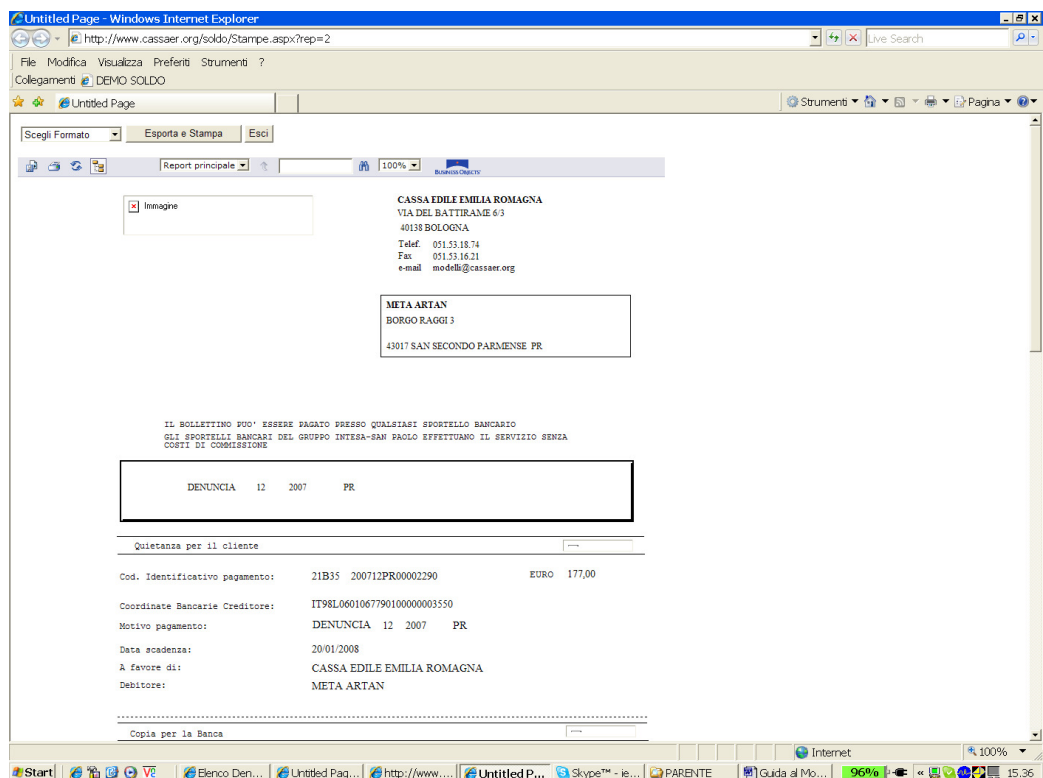 Untitled Page - Windows Internet Explorer
http://www.cassaer.org/soldo/Stampe.aspx?rep=2
Live Search
File Modifica Visualizza Preferiti Strumenti ?
Collegamenti DEMO SOLDO
Untitled Page
Strumenti
Pagina
Scegli Formato
Esporta e Stampa
Esci
Report principale
100%
BUSINESS OBJECTS
Immagine
CASSA EDILE EMILIA ROMAGNA
VIA DEL BATTIRAME 6/3
40138 BOLOGNA
Telef. 051.53.18.74
Fax 051.53.16.21
e-mail modelli@cassaer.org
META ARTAN
BORGO RAGGI 3
43017 SAN SECONDO PARMENSE PR
IL BOLLETTINO PUO' ESSERE PAGATO PRESSO QUALSIASI SPORTELLO BANCARIO
GLI SPORTELLI BANCARI DEL GRUPPO INTESA-SAN PAOLO EFFETTUANO IL SERVIZIO SENZA
COSTI DI COMMISSIONE
DENUNCIA 12 2007 PR
Quietanza per il cliente
Cod. Identificativo pagamento: 21B35 200712PR00002290 EURO 177,00
Coordinate Bancarie Creditore: IT98L0601067790100000003550
Motivo pagamento: DENUNCIA 12 2007 PR
Data scadenza: 20/01/2008
A favore di: CASSA EDILE EMILIA ROMAGNA
Debitore: META ARTAN
Copia per la Banca
Internet
100%
Start
Elenco Den...
Untitled Pag...
http://www....
Untitled P...
Skype™ - ie...
PARENTE
Guida al Mo...
96%
15.36